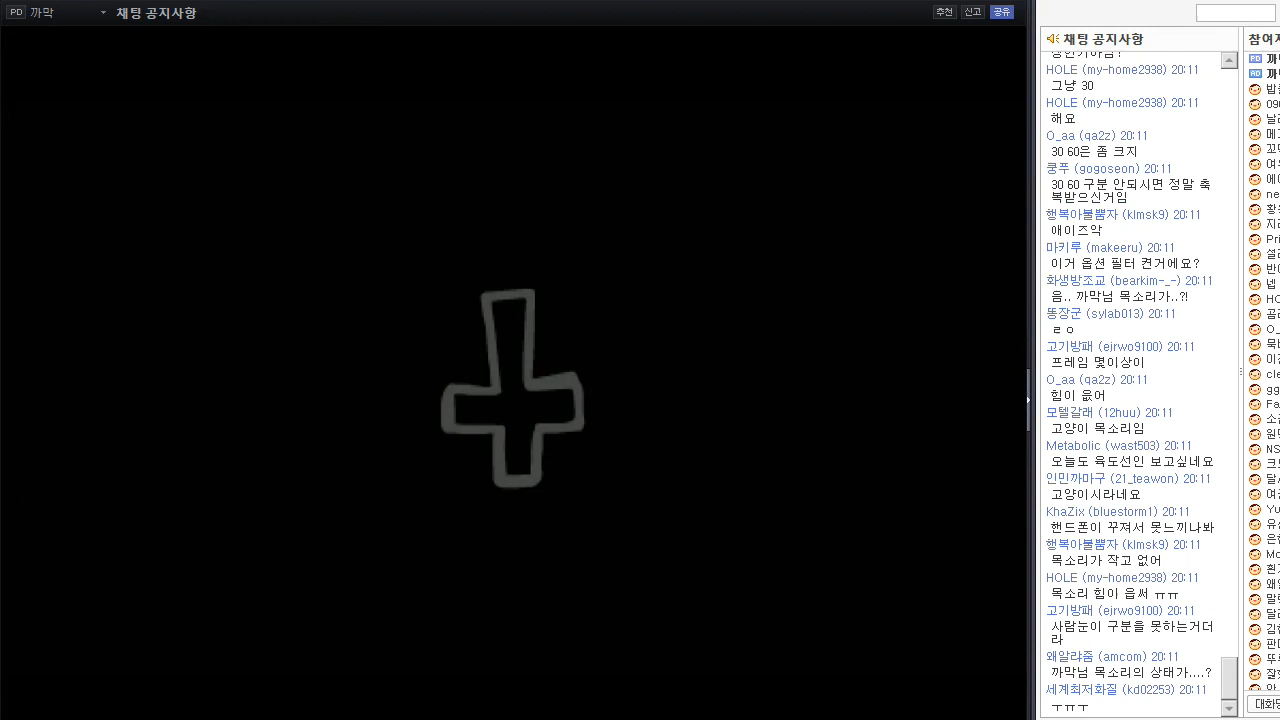 PD 까막 채팅 공지사항 추천 신고 공유
채팅 공지사항
HOLE (my-home2938) 20:11
그냥 30
HOLE (my-home2938) 20:11
해요
O_aa (qa2z) 20:11
30 60은 좀 크지
쿵푸 (gogoseon) 20:11
30 60 구분 안되시면 정말 축
복받으신거임
행복아불뿜자 (klmsk9) 20:11
애이즈악
마키루 (makeeru) 20:11
이거 옵션 필터 켠거에요?
화생방조교 (bearkim-_-) 20:11
음.. 까막님 목소리가..?!
똥장군 (sylab013) 20:11
ㄹㅇ
고기방패 (ejrwo9100) 20:11
프레임 몇이상이
O_aa (qa2z) 20:11
힘이 읎어
모텔갈래 (12huu) 20:11
고양이 목소리임
Metabolic (wast503) 20:11
오늘도 육도선인 보고싶네요
인민까마구 (21_teawon) 20:11
고양이시라네요
KhaZix (bluestorm1) 20:11
핸드폰이 꾸져서 못느끼나봐
행복아불뿜자 (klmsk9) 20:11
목소리가 작고 없어
HOLE (my-home2938) 20:11
목소리 힘이 읍써 ㅠㅠ
고기방패 (ejrwo9100) 20:11
사람눈이 구분을 못하는거더
라
왜알랴줌 (amcom) 20:11
까막님 목소리의 상태가....?
세계최저화질 (kd02253) 20:11
ㅜㅠㅜ